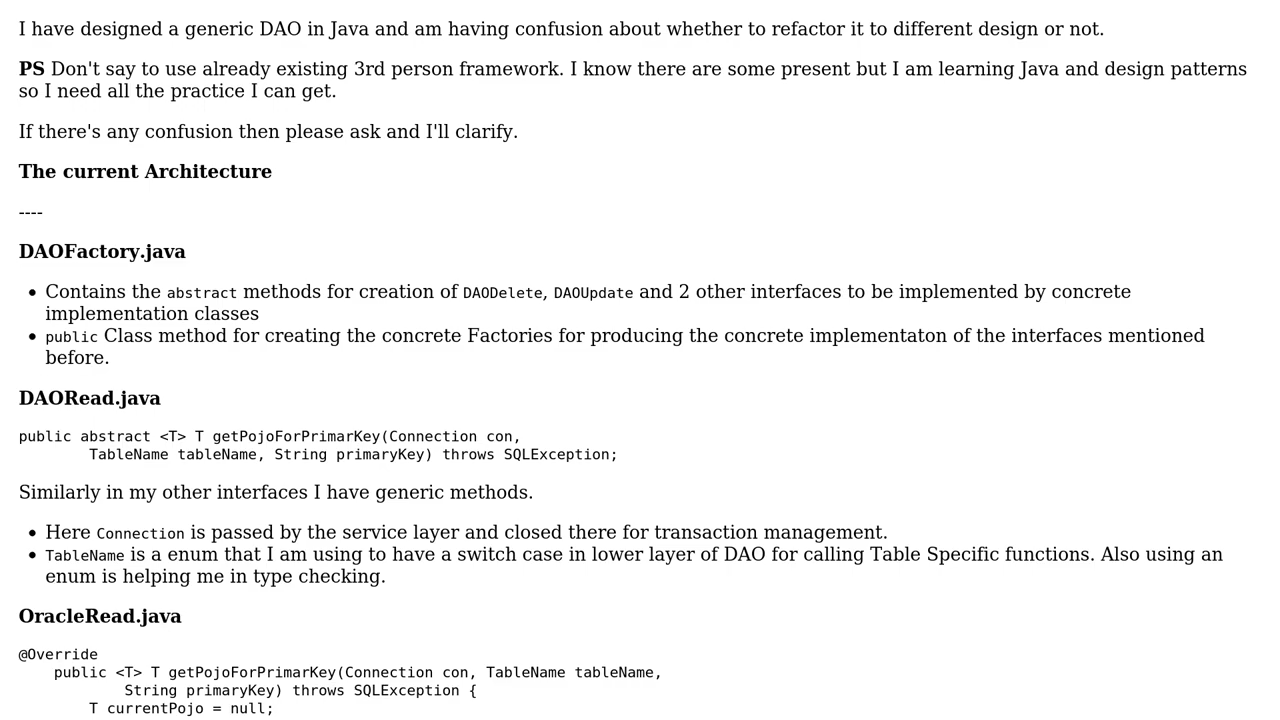 I have designed a generic DAO in Java and am having confusion about whether to refactor it to different design or not.
PS Don't say to use already existing 3rd person framework. I know there are some present but I am learning Java and design patterns
so I need all the practice I can get.
If there's any confusion then please ask and I'll clarify.
The current Architecture
----
DAOFactory.java
• Contains the abstract methods for creation of DAODelete, DAOUpdate and 2 other interfaces to be implemented by concrete
implementation classes
• public Class method for creating the concrete Factories for producing the concrete implementaton of the interfaces mentioned
before.
DAORead.java
public abstract <T> T getPojoForPrimarKey(Connection con,
        TableName tableName, String primaryKey) throws SQLException;
Similarly in my other interfaces I have generic methods.
• Here Connection is passed by the service layer and closed there for transaction management.
• TableName is a enum that I am using to have a switch case in lower layer of DAO for calling Table Specific functions. Also using an
enum is helping me in type checking.
OracleRead.java
@Override
    public <T> T getPojoForPrimarKey(Connection con, TableName tableName,
            String primaryKey) throws SQLException {
        T currentPojo = null;